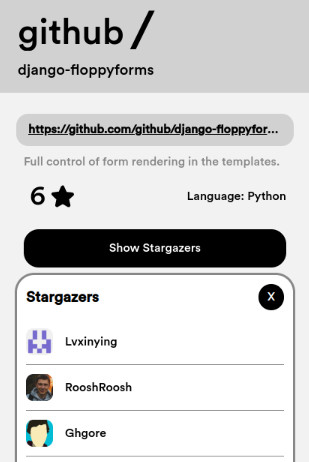 github /
django-floppyforms
https://github.com/github/django-floppyfor...
Full control of form rendering in the templates.
6
Language: Python
Show Stargazers
Stargazers
X
Lvxinying
RooshRoosh
Ghgore